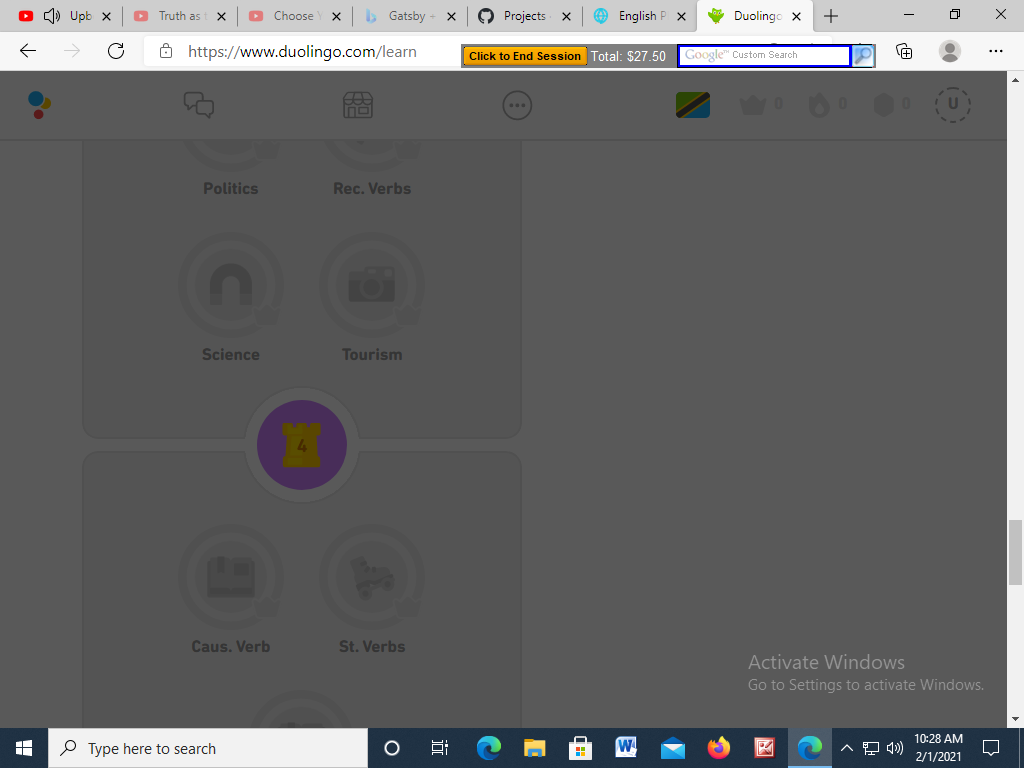 Upb
Truth as t
Choose Y
Gatsby +
Projects
English P
Duolingo
https://www.duolingo.com/learn
Click to End Session
Total: $27.50
Google™ Custom Search
0
0
0
U
Politics
Rec. Verbs
Science
Tourism
4
Caus. Verb
St. Verbs
Activate Windows
Go to Settings to activate Windows.
Type here to search
10:28 AM
2/1/2021